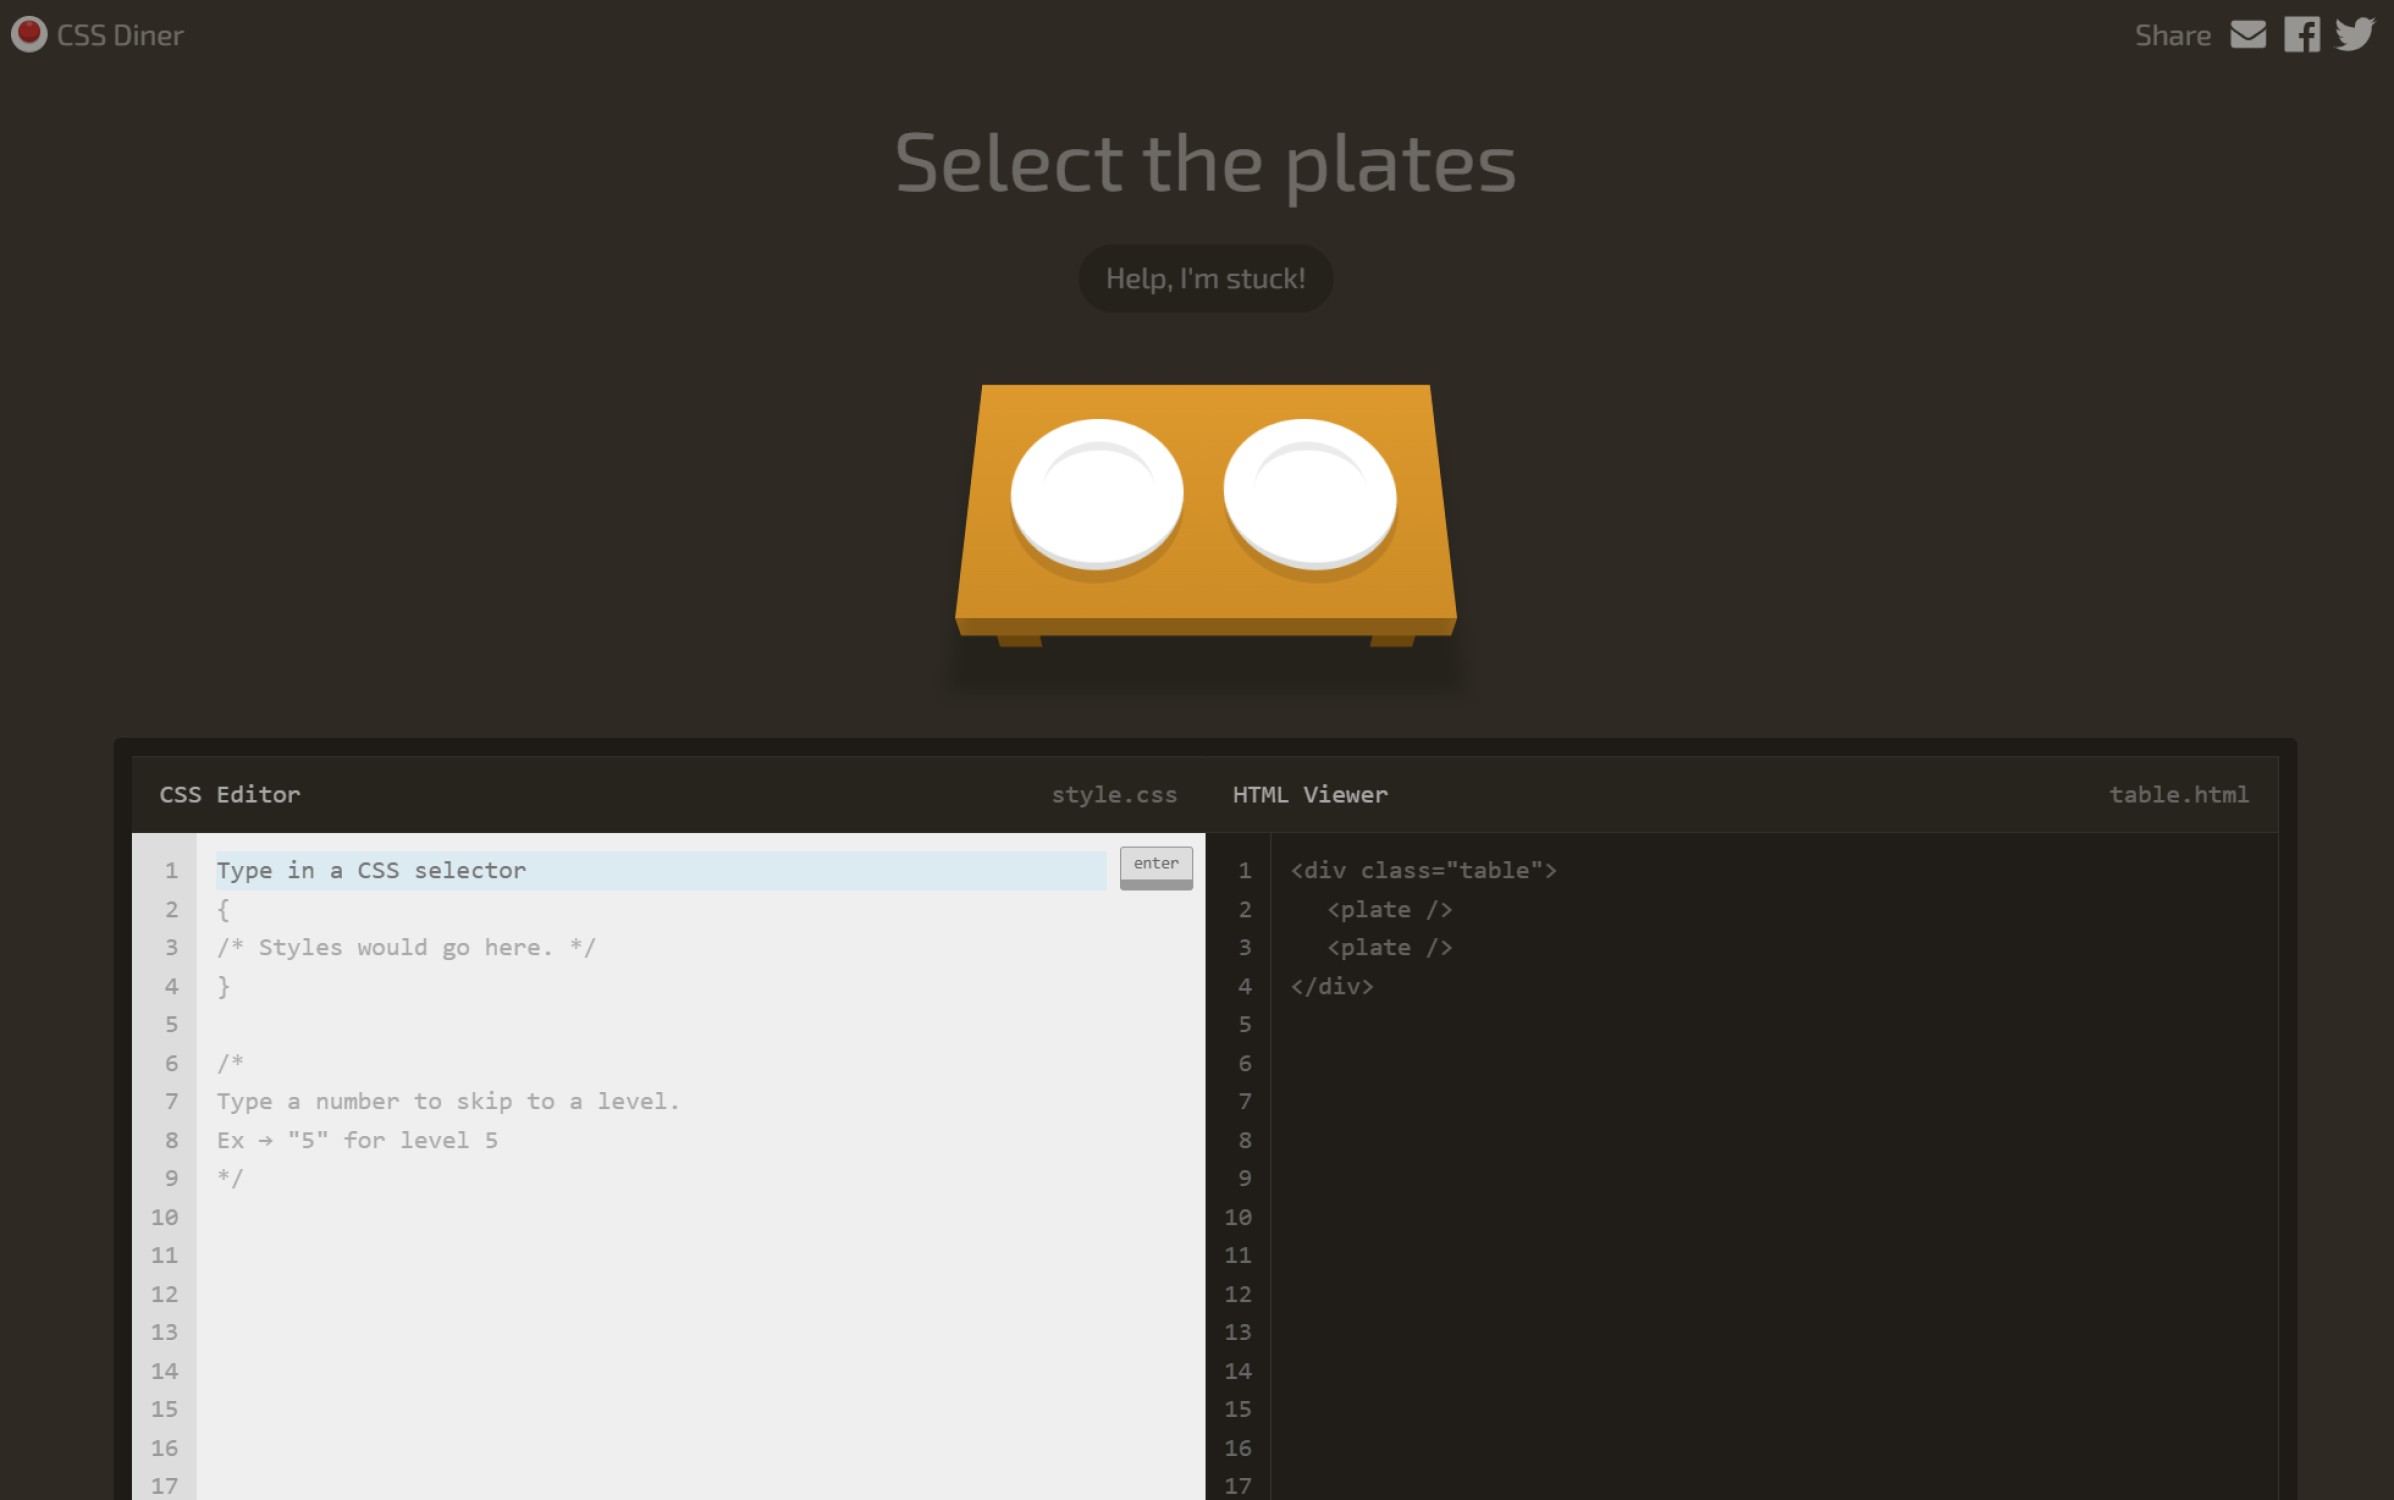 CSS Diner
Share
Select the plates
Help, I'm stuck!
CSS Editor
style.css
1 Type in a CSS selector
enter
2 {
3 /* Styles would go here. */
4 }
5
6 /*
7 Type a number to skip to a level.
8 Ex → "5" for level 5
9 */
10
11
12
13
14
15
16
17
HTML Viewer
table.html
1 <div class="table">
2 <plate />
3 <plate />
4 </div>
5
6
7
8
9
10
11
12
13
14
15
16
17